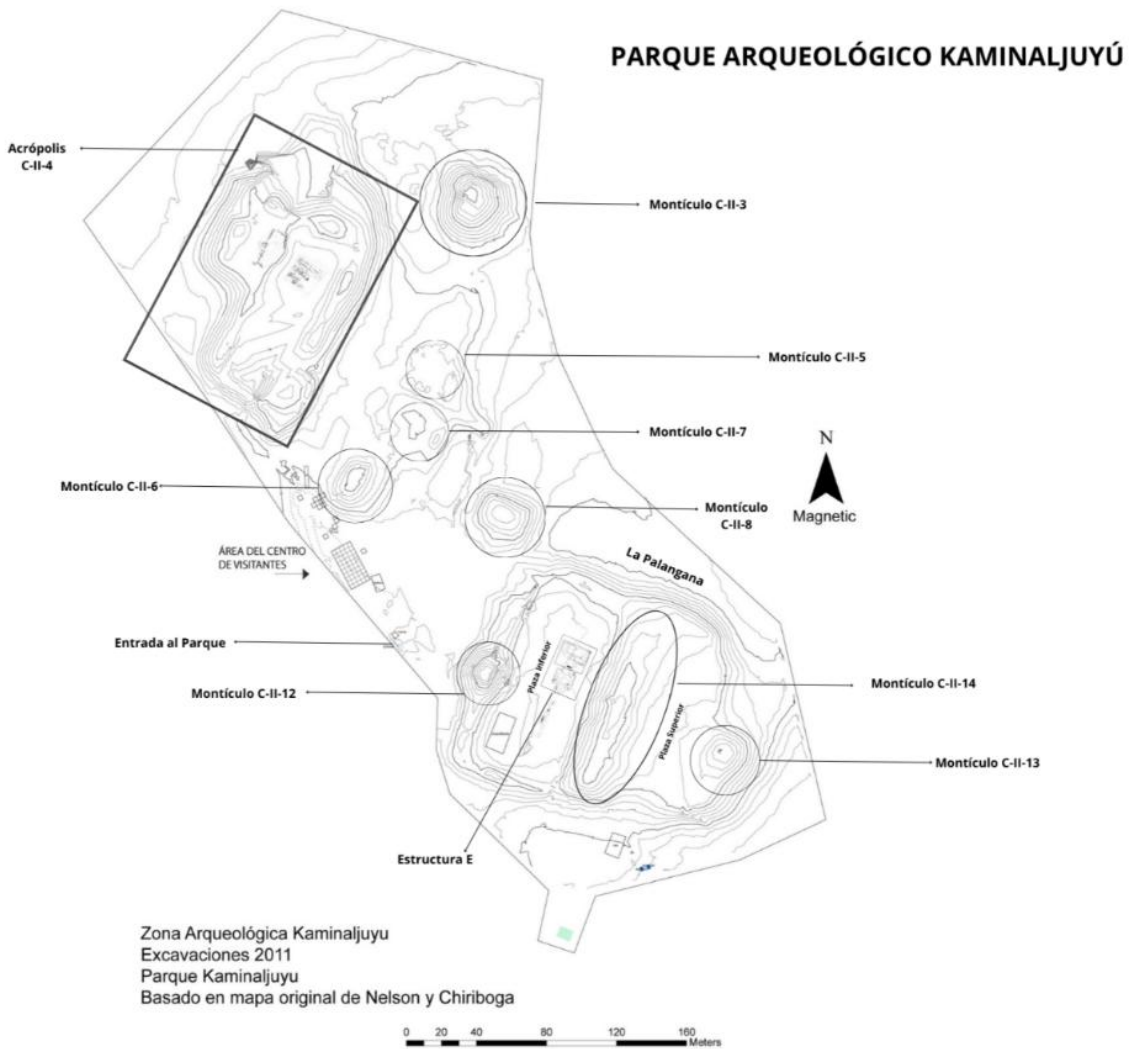 PARQUE ARQUEOLÓGICO KAMINALJUYÚ
Acrópolis
C-II-4
Montículo C-II-3
Montículo C-II-5
Montículo C-II-7
Montículo C-II-6
Montículo
C-II-8
N
Magnetic
ÁREA DEL CENTRO
DE VISITANTES
La Palangana
Entrada al Parque
Plaza Inferior
Montículo C-II-14
Montículo C-II-12
Plaza Superior
Montículo C-II-13
Estructura E
Zona Arqueológica Kaminaljuyu
Excavaciones 2011
Parque Kaminaljuyu
Basado en mapa original de Nelson y Chiriboga
0 20 40 80 120 160
Meters